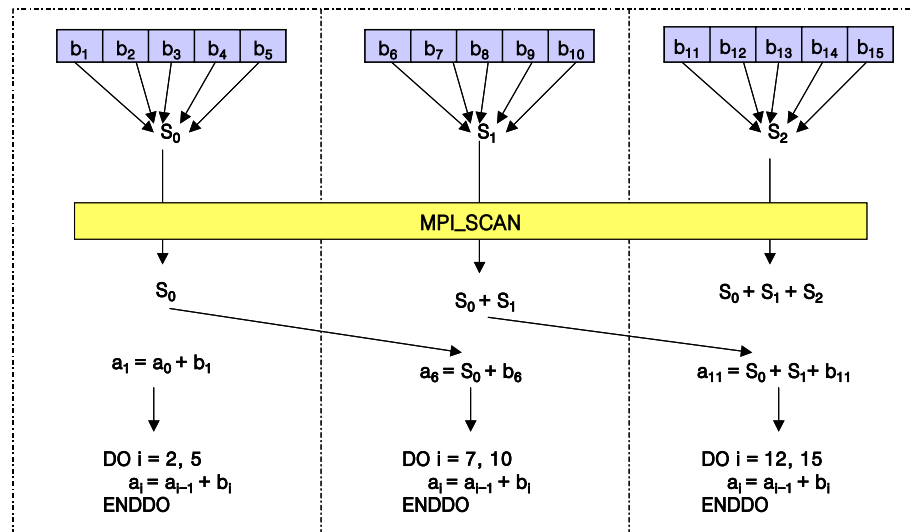 b₁ b₂ b₃ b₄ b₅ b₆ b₇ b₈ b₉ b₁₀ b₁₁ b₁₂ b₁₃ b₁₄ b₁₅
S₀ S₁ S₂
MPI_SCAN
S₀ S₀ + S₁ S₀ + S₁ + S₂
a₁ = a₀ + b₁ a₆ = S₀ + b₆ a₁₁ = S₀ + S₁ + b₁₁
DO i = 2, 5
aᵢ = aᵢ₋₁ + bᵢ
ENDDO
DO i = 7, 10
aᵢ = aᵢ₋₁ + bᵢ
ENDDO
DO i = 12, 15
aᵢ = aᵢ₋₁ + bᵢ
ENDDO